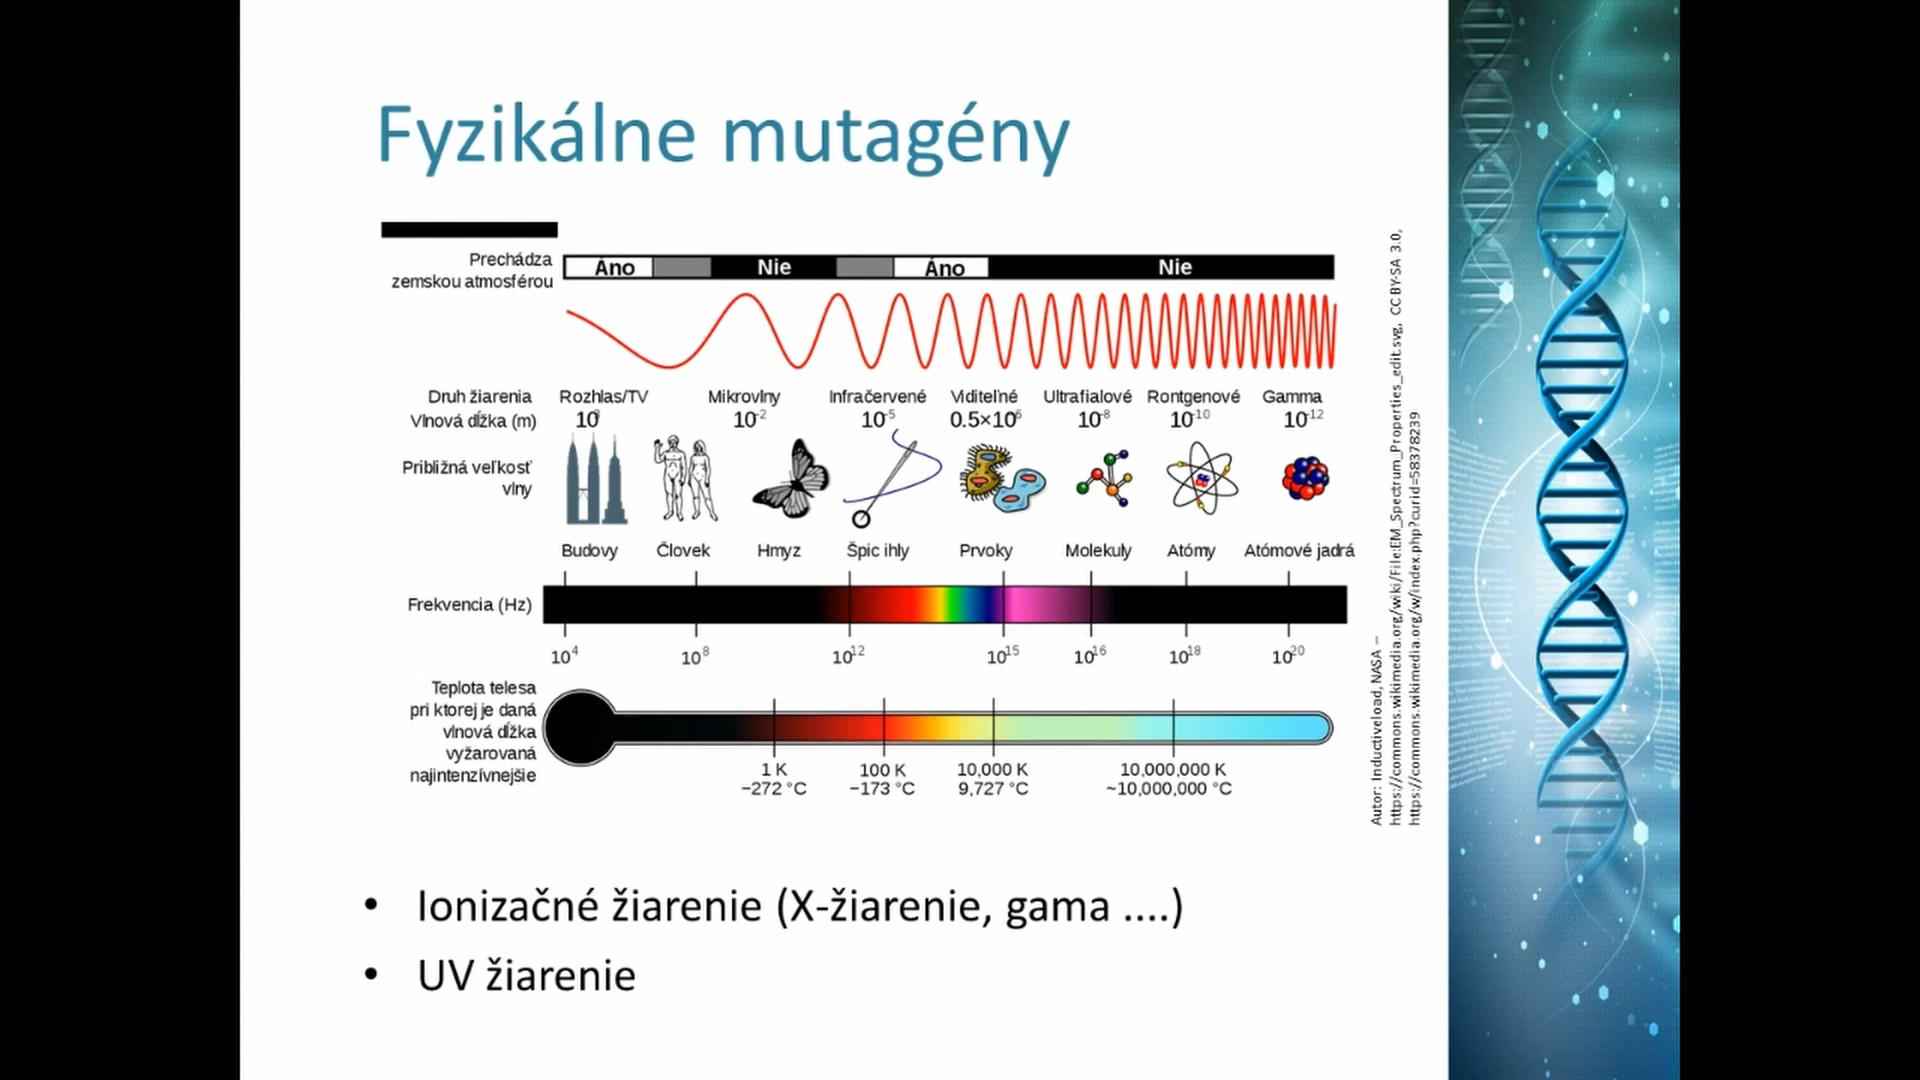 Fyzikálne mutagény
Prechádza
zemskou atmosférou
Áno Nie Áno Nie
Druh žiarenia Rozhlas/TV Mikrovlny Infračervené Viditeľné Ultrafialové Rontgenové Gamma
Vlnová dĺžka (m) 10³ 10⁻² 10⁻⁵ 0.5×10⁻⁶ 10⁻⁸ 10⁻¹⁰ 10⁻¹²
Približná veľkosť
vlny
Budovy Človek Hmyz Špic ihly Prvoky Molekuly Atómy Atómové jadrá
Frekvencia (Hz)
10⁴ 10⁸ 10¹² 10¹⁵ 10¹⁶ 10¹⁸ 10²⁰
Teplota telesa
pri ktorej je daná
vlnová dĺžka
vyžarovaná
najintenzívnejšie
1 K 100 K 10,000 K 10,000,000 K
−272 °C −173 °C 9,727 °C ~10,000,000 °C
Autor: Inductiveload, NASA –
https://commons.wikimedia.org/wiki/File:EM_Spectrum_Properties_edit.svg, CC BY-SA 3.0,
https://commons.wikimedia.org/w/index.php?curid=58378239
• Ionizačné žiarenie (X-žiarenie, gama ....)
• UV žiarenie